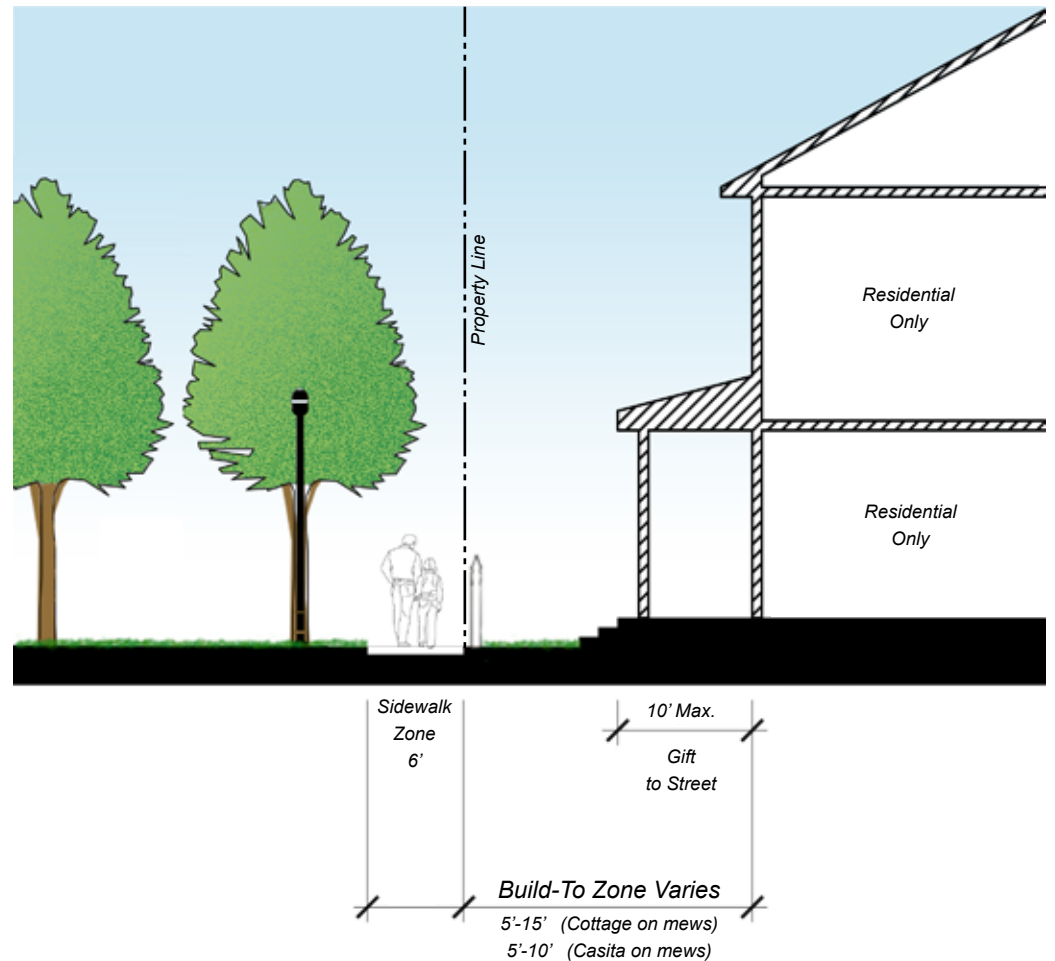 Property Line
Residential
Only
Residential
Only
Sidewalk
Zone
6’
10’ Max.
Gift
to Street
Build-To Zone Varies
5’-15’ (Cottage on mews)
5’-10’ (Casita on mews)